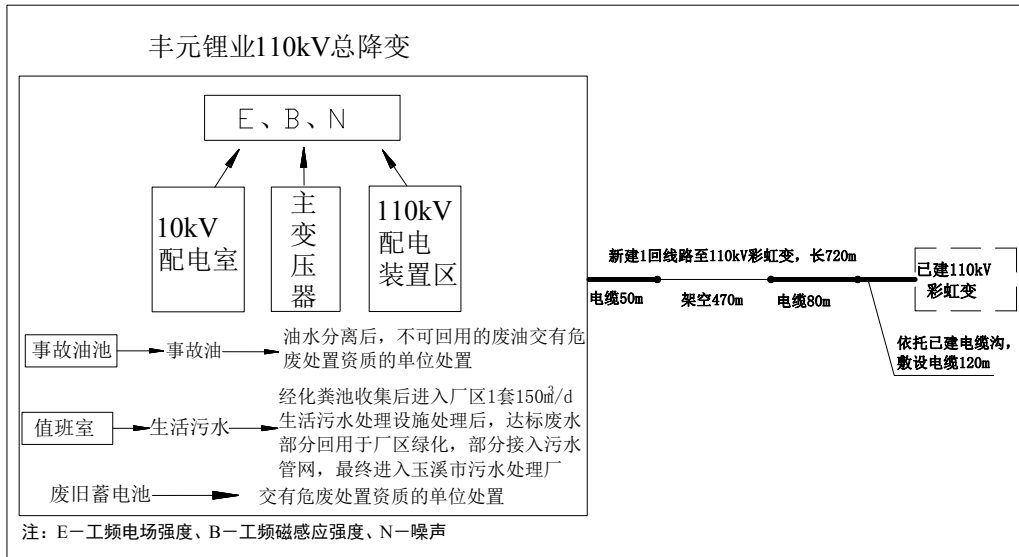 丰元锂业110kV总降变
E、B、N
10kV
配电室
主
变
压
器
110kV
配电
装置区
新建1回线路至110kV彩虹变，长720m
电缆50m
架空470m
电缆80m
已建110kV
彩虹变
依托已建电缆沟，
敷设电缆120m
事故油池
事故油
油水分离后，不可回用的废油交有危
废处置资质的单位处置
值班室
生活污水
经化粪池收集后进入厂区1套150m³/d
生活污水处理设施处理后，达标废水
部分回用于厂区绿化，部分接入污水
管网，最终进入玉溪市污水处理厂
废旧蓄电池
交有危废处置资质的单位处置
注：E—工频电场强度、B—工频磁感应强度、N—噪声